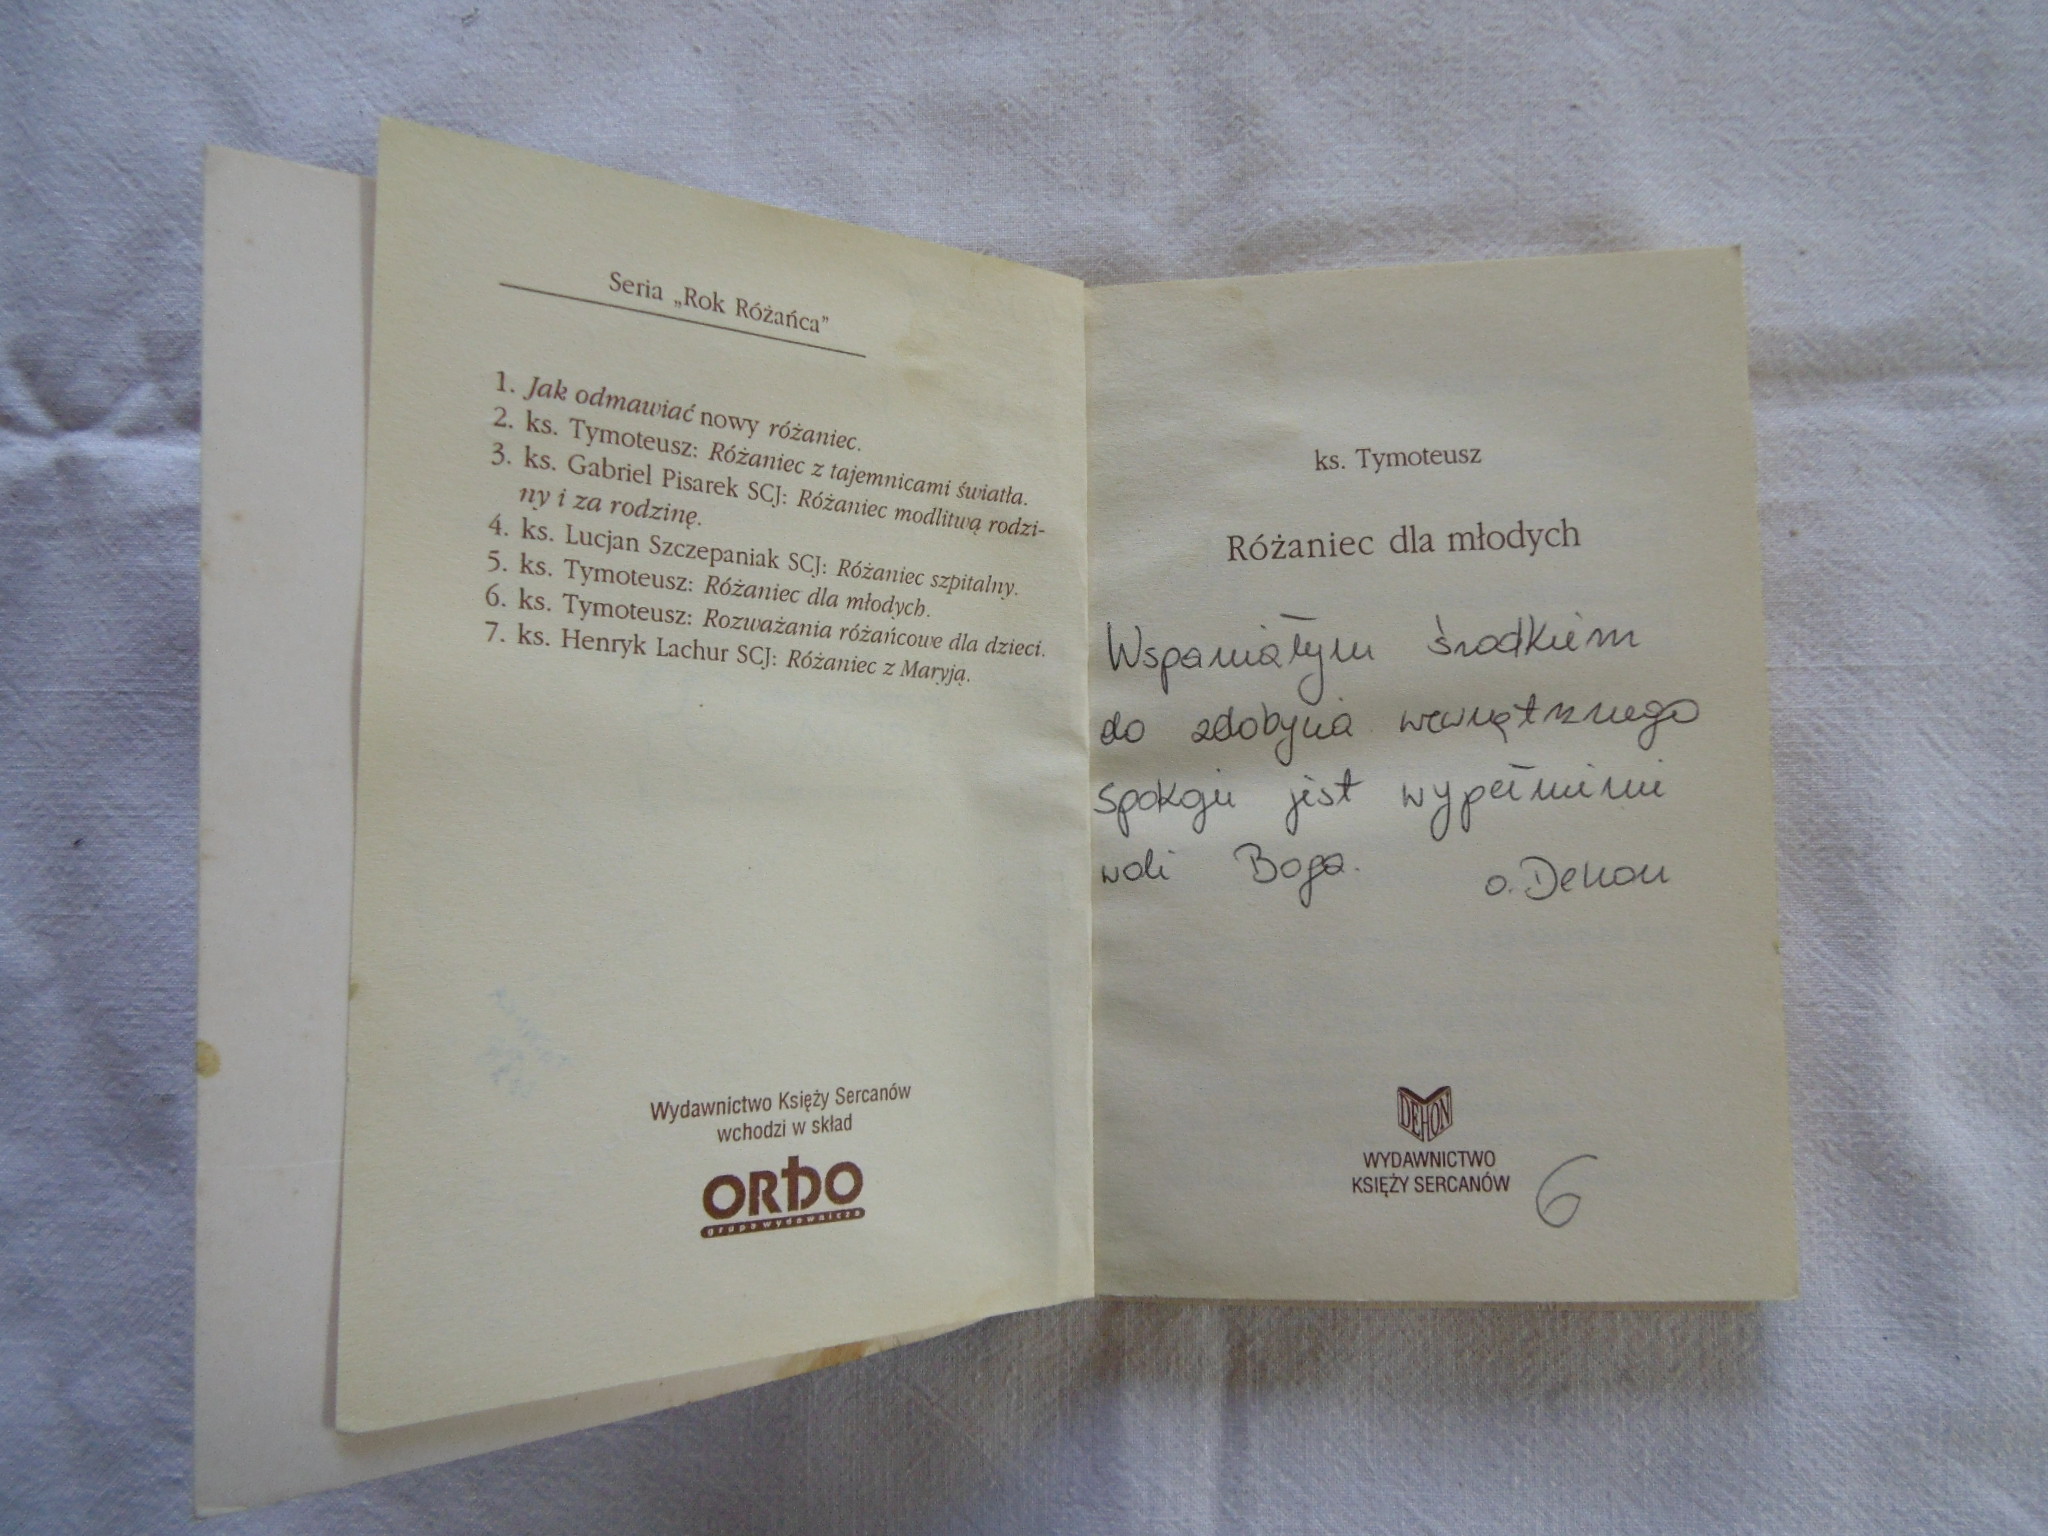 Seria „Rok Różańca”
1. Jak odmawiać nowy różaniec.
2. ks. Tymoteusz: Różaniec z tajemnicami światła.
3. ks. Gabriel Pisarek SCJ: Różaniec modlitwą rodzi-
ny i za rodzinę.
4. ks. Lucjan Szczepaniak SCJ: Różaniec szpitalny.
5. ks. Tymoteusz: Różaniec dla młodych.
6. ks. Tymoteusz: Rozważania różańcowe dla dzieci.
7. ks. Henryk Lachur SCJ: Różaniec z Maryją.
Wydawnictwo Księży Sercanów
wchodzi w skład
ORDO
grupa wydawnicza
ks. Tymoteusz
Różaniec dla młodych
Wspaniałym środkiem
do zdobycia wewnętrznego
spokoju jest wypełnienie
woli Boga.
o. Dehon
DEHON
WYDAWNICTWO
KSIĘŻY SERCANÓW
6